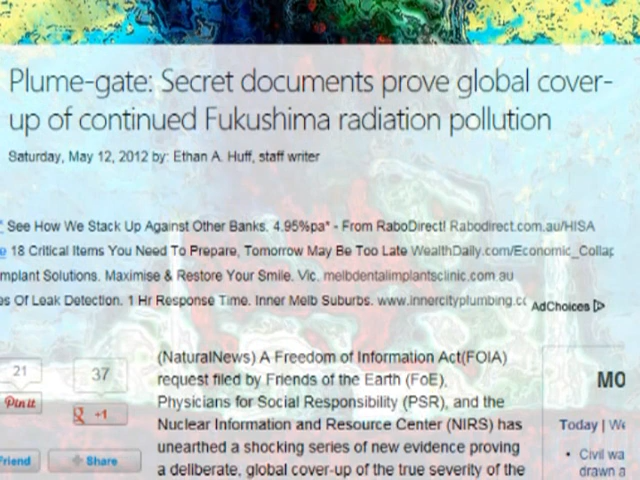 Plume-gate: Secret documents prove global cover-
up of continued Fukushima radiation pollution
Saturday, May 12, 2012 by: Ethan A. Huff, staff writer
See How We Stack Up Against Other Banks. 4.95%pa* - From RaboDirect! Rabodirect.com.au/HISA
18 Critical Items You Need To Prepare, Tomorrow May Be Too Late WealthDaily.com/Economic_Collap
mplant Solutions. Maximise & Restore Your Smile. Vic. melbdentalimplantsclinic.com.au
es Of Leak Detection. 1 Hr Response Time. Inner Melb Suburbs. www.innercityplumbing.cc
AdChoices
(NaturalNews) A Freedom of Information Act(FOIA)
request filed by Friends of the Earth (FoE),
Physicians for Social Responsibility (PSR), and the
Nuclear Information and Resource Center (NIRS) has
unearthed a shocking series of new evidence proving
a deliberate, global cover-up of the true severity of the
21
37
Pin it
+1
Friend
Share
MO
Today | We
• Civil wa
drawn a